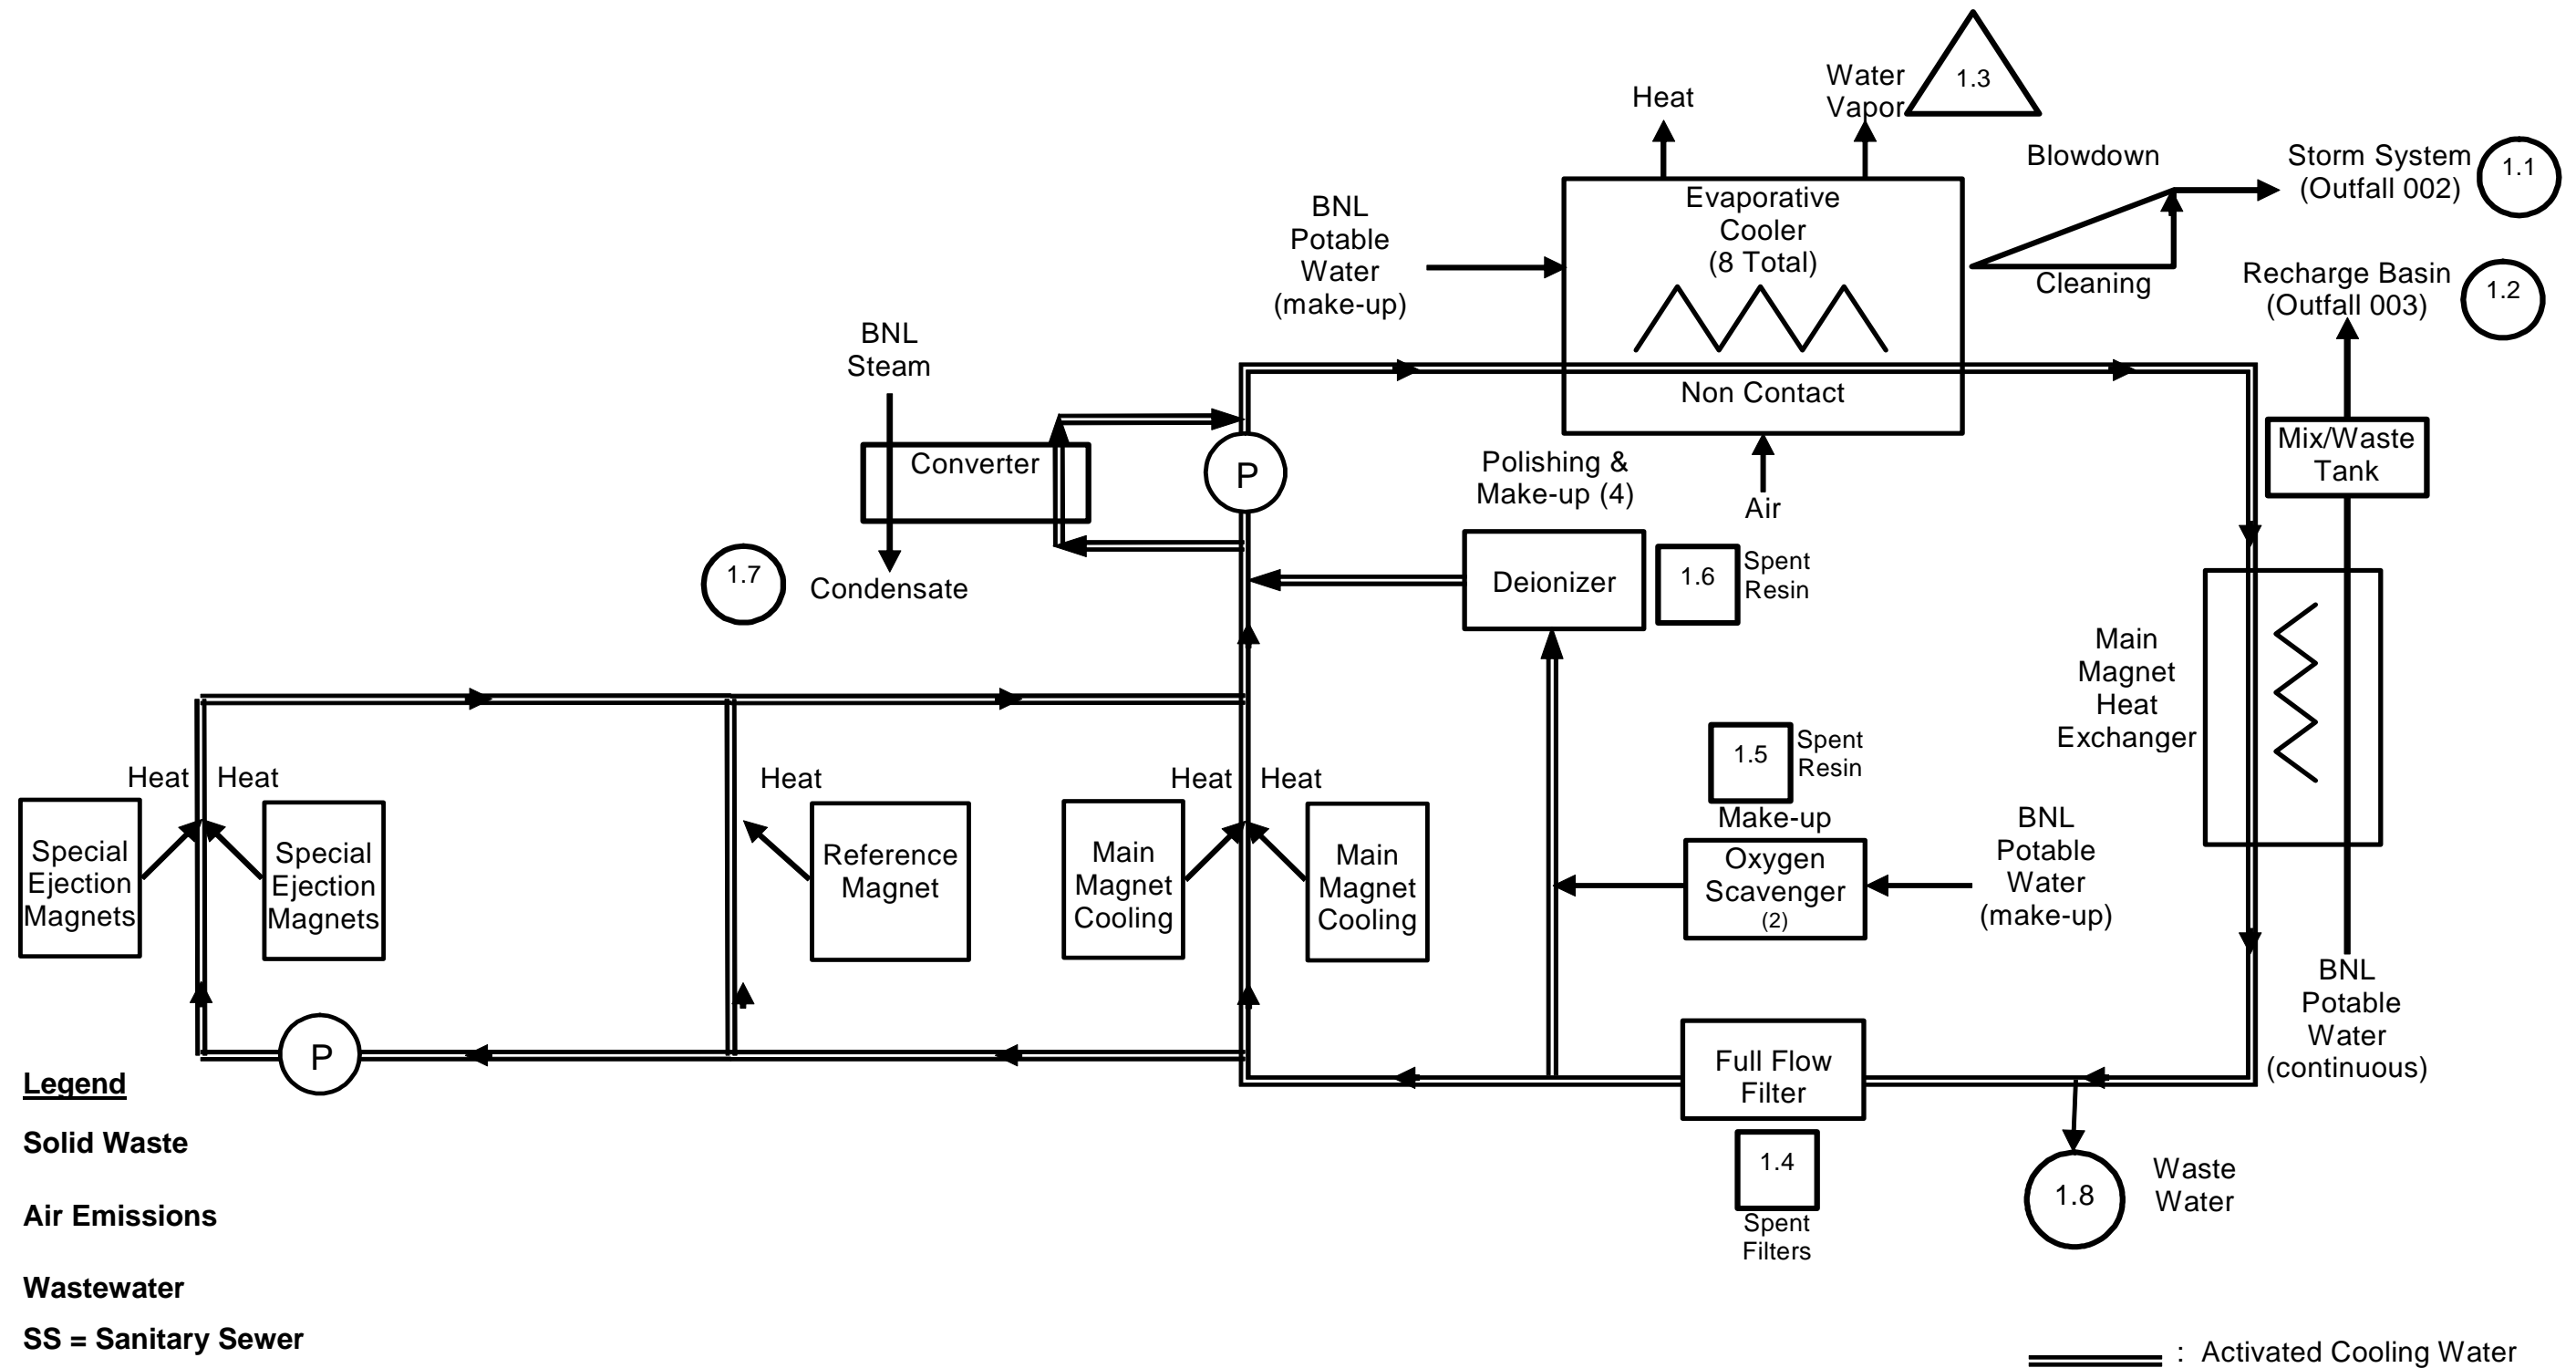 1.3
Water
Vapor
Heat
Blowdown
Storm System
(Outfall 002)
1.1
Evaporative
Cooler
(8 Total)
BNL
Potable
Water
(make-up)
Cleaning
Recharge Basin
(Outfall 003)
1.2
BNL
Steam
Non Contact
Converter
P
Polishing &
Make-up (4)
Air
Mix/Waste
Tank
1.7
Condensate
Deionizer
1.6
Spent
Resin
Main
Magnet
Heat
Exchanger
1.5
Spent
Resin
Heat
Heat
Heat
Heat
Heat
Special
Ejection
Magnets
Special
Ejection
Magnets
Reference
Magnet
Main
Magnet
Cooling
Main
Magnet
Cooling
Make-up
Oxygen
Scavenger
(2)
BNL
Potable
Water
(make-up)
BNL
Potable
Water
(continuous)
P
Full Flow
Filter
1.4
Spent
Filters
1.8
Waste
Water
Legend
Solid Waste
Air Emissions
Wastewater
SS = Sanitary Sewer
: Activated Cooling Water